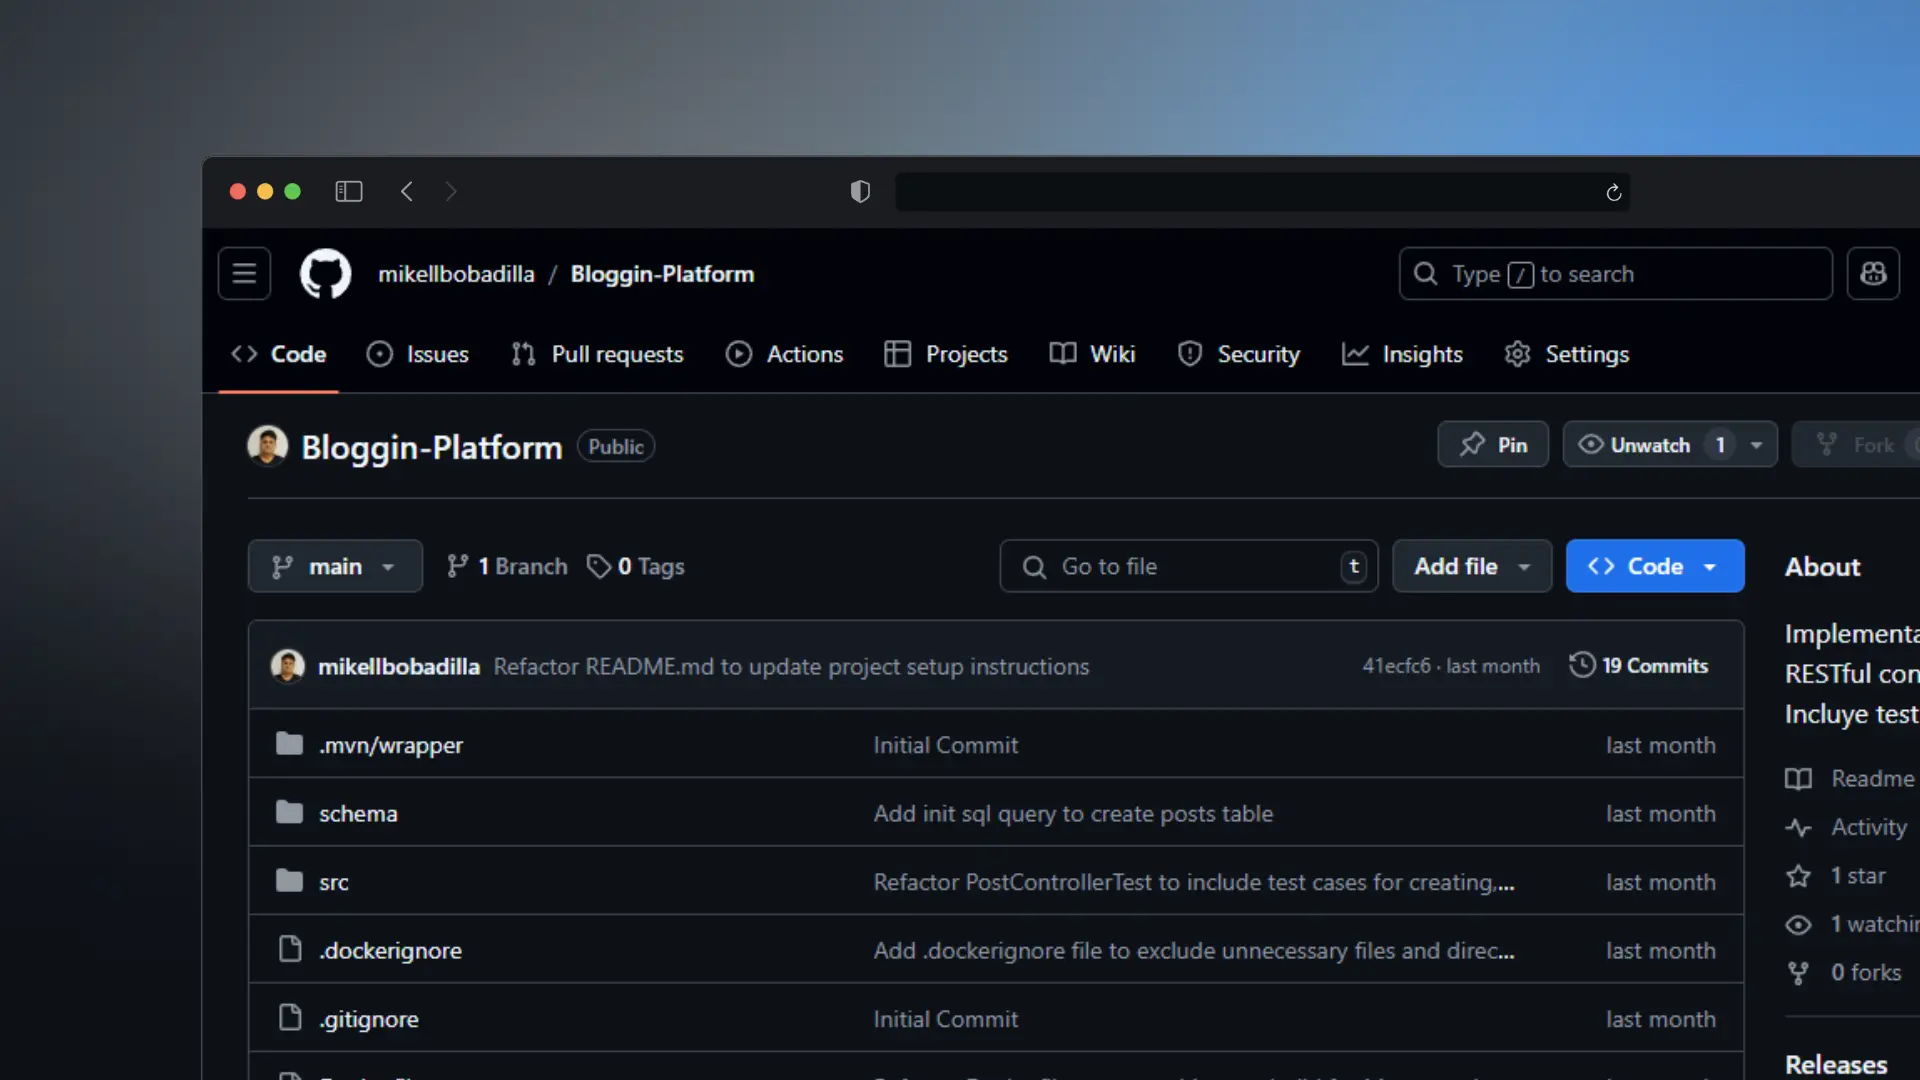 mikellbobadilla / Bloggin-Platform
Type / to search
Code Issues Pull requests Actions Projects Wiki Security Insights Settings
Bloggin-Platform Public
Pin Unwatch 1 Fork
main 1 Branch 0 Tags
Go to file t
Add file
Code
About
mikellbobadilla Refactor README.md to update project setup instructions 41ecfc6 · last month 19 Commits
.mvn/wrapper Initial Commit last month
schema Add init sql query to create posts table last month
src Refactor PostControllerTest to include test cases for creating,... last month
.dockerignore Add .dockerignore file to exclude unnecessary files and direc... last month
.gitignore Initial Commit last month
Implementa
RESTful con
Incluye test
Readme
Activity
1 star
1 watchin
0 forks
Releases